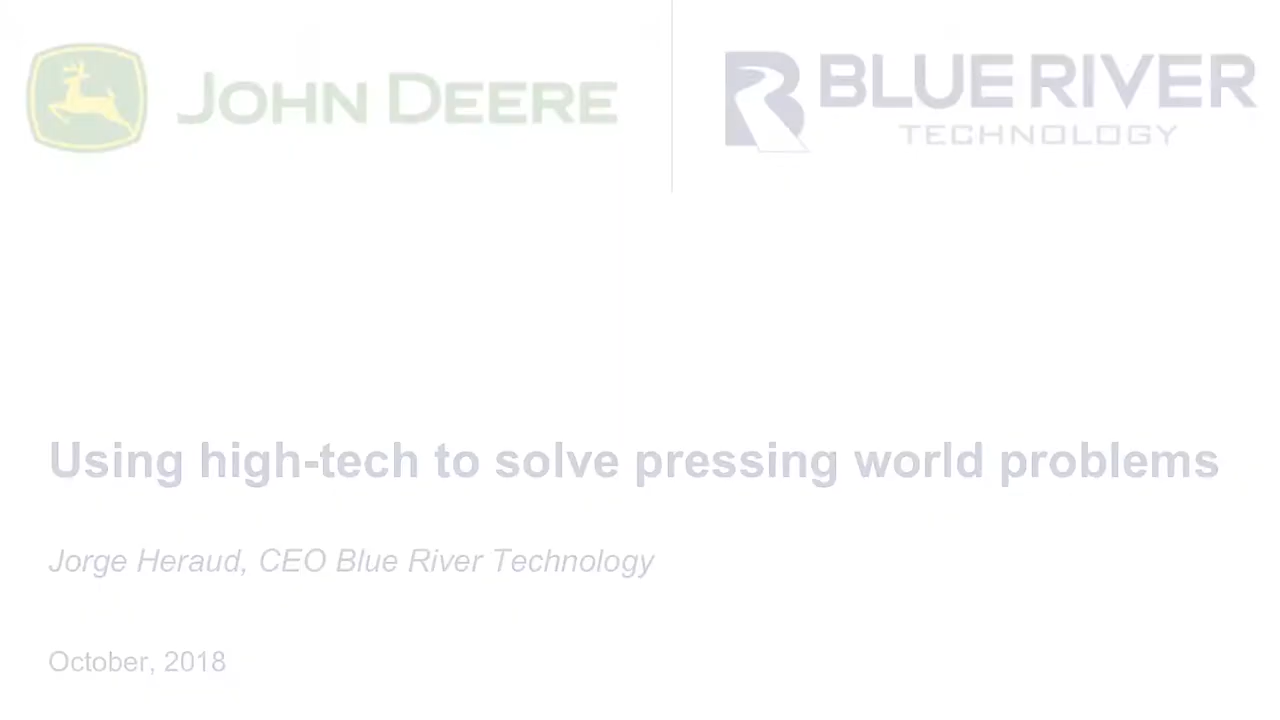 JOHN DEERE
BLUE RIVER
TECHNOLOGY
Using high-tech to solve pressing world problems
Jorge Heraud, CEO Blue River Technology
October, 2018